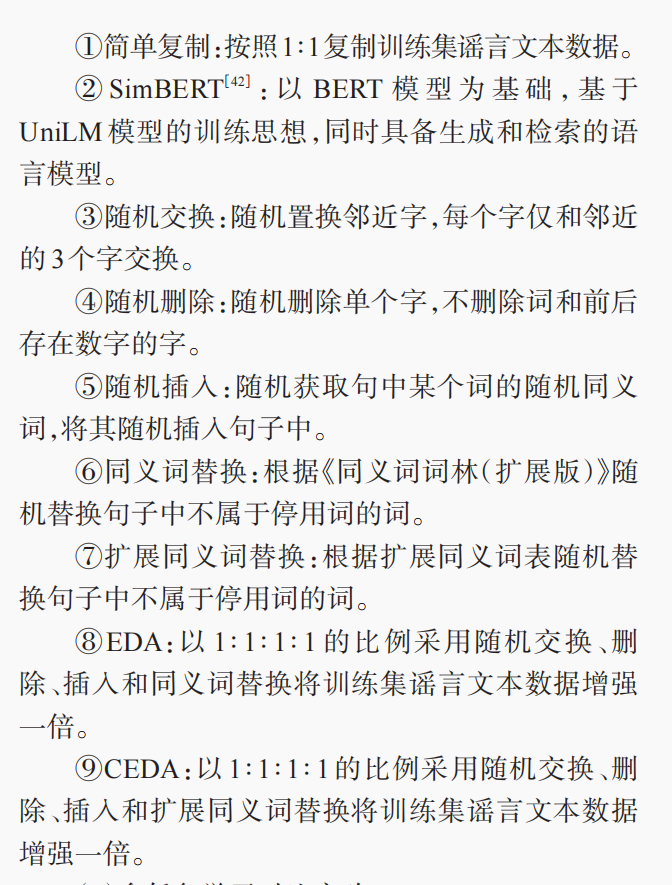 ①简单复制:按照1∶1复制训练集谣言文本数据。
②SimBERT[42]:以 BERT 模型为基础,基于
UniLM模型的训练思想,同时具备生成和检索的语
言模型。
③随机交换:随机置换邻近字,每个字仅和邻近
的3个字交换。
④随机删除:随机删除单个字,不删除词和前后
存在数字的字。
⑤随机插入:随机获取句中某个词的随机同义
词,将其随机插入句子中。
⑥同义词替换:根据《同义词词林(扩展版)》随
机替换句子中不属于停用词的词。
⑦扩展同义词替换:根据扩展同义词表随机替
换句子中不属于停用词的词。
⑧EDA:以 1∶1∶1∶1 的比例采用随机交换、删
除、插入和同义词替换将训练集谣言文本数据增强
一倍。
⑨CEDA:以1∶1∶1∶1的比例采用随机交换、删
除、插入和扩展同义词替换将训练集谣言文本数据
增强一倍。